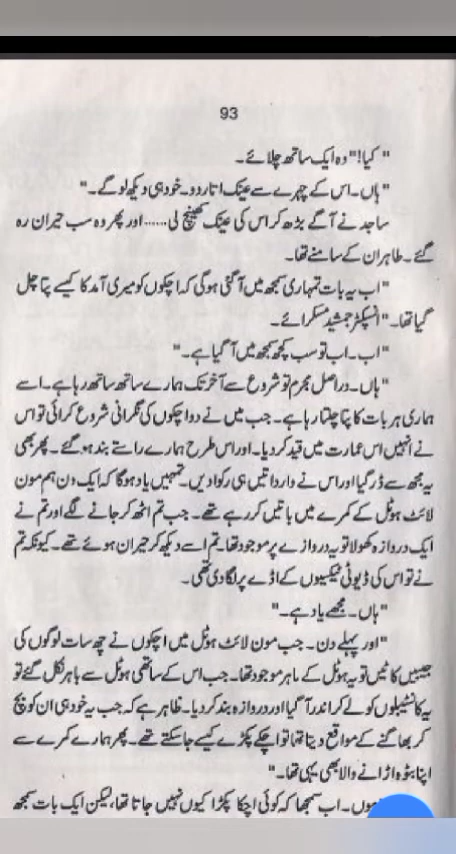 93
" کیا!" وہ ایک ساتھ چلائے۔
"ہاں۔ اس کے چہرے سے عینک اتار دو۔ خود ہی دیکھ لو گے۔"
ساجد نے آگے بڑھ کر اس کی عینک کھینچ لی...... اور پھر وہ سب حیران رہ
گئے۔ طاہر ان کے سامنے تھا۔
"اب یہ بات تمہاری سمجھ میں آ گئی ہو گی کہ اچکوں کو میری آمد کا کیسے پتا چل
گیا تھا۔" انسپکٹر جمشید مسکرائے۔
"اب۔ اب تو سب کچھ سمجھ میں آ گیا ہے۔"
"ہاں۔ دراصل مجرم تو شروع سے آخر تک ہمارے ساتھ ساتھ رہا ہے۔ اسے
ہماری ہر بات کا پتا چلتا رہا ہے۔ جب میں نے دو اچکوں کی نگرانی شروع کرائی تو اس
نے انہیں اس عمارت میں قید کر دیا۔ اور اس طرح ہمارے راستے بند ہو گئے۔ پھر بھی
یہ مجھ سے ڈر گیا اور اس نے وارداتیں ہی رکوا دیں۔ تمہیں یاد ہو گا کہ ایک دن ہم مون
لائٹ ہوٹل کے کمرے میں باتیں کر رہے تھے۔ جب تم اٹھ کر جانے لگے اور تم نے
ایک دروازہ کھولا تو یہ دروازے پر موجود تھا۔ تم اسے دیکھ کر حیران ہوئے تھے۔ کیونکہ تم
نے تو اس کی ڈیوٹی ٹیکسیوں کے اڈے پر لگا دی تھی۔
"ہاں۔ مجھے یاد ہے۔"
"اور پہلے دن۔ جب مون لائٹ ہوٹل میں اچکوں نے چھ سات لوگوں کی
جیبیں کاٹیں تو یہ ہوٹل کے باہر موجود تھا۔ جب اس کے ساتھی ہوٹل سے باہر نکل گئے تو
یہ کانسٹیبلوں کو لے کر اندر آ گیا اور دروازہ بند کر دیا۔ ظاہر ہے کہ جب یہ خود ہی ان کو بچ
کر بھاگنے کے مواقع دیتا تھا تو اچکے پکڑے کیسے جا سکتے تھے۔ پھر ہمارے کمرے سے
اپنا بٹوہ اڑانے والا بھی یہی تھا۔"
اب سمجھا کہ کوئی اچکا پکڑا کیوں نہیں جاتا تھا، لیکن ایک بات سمجھ